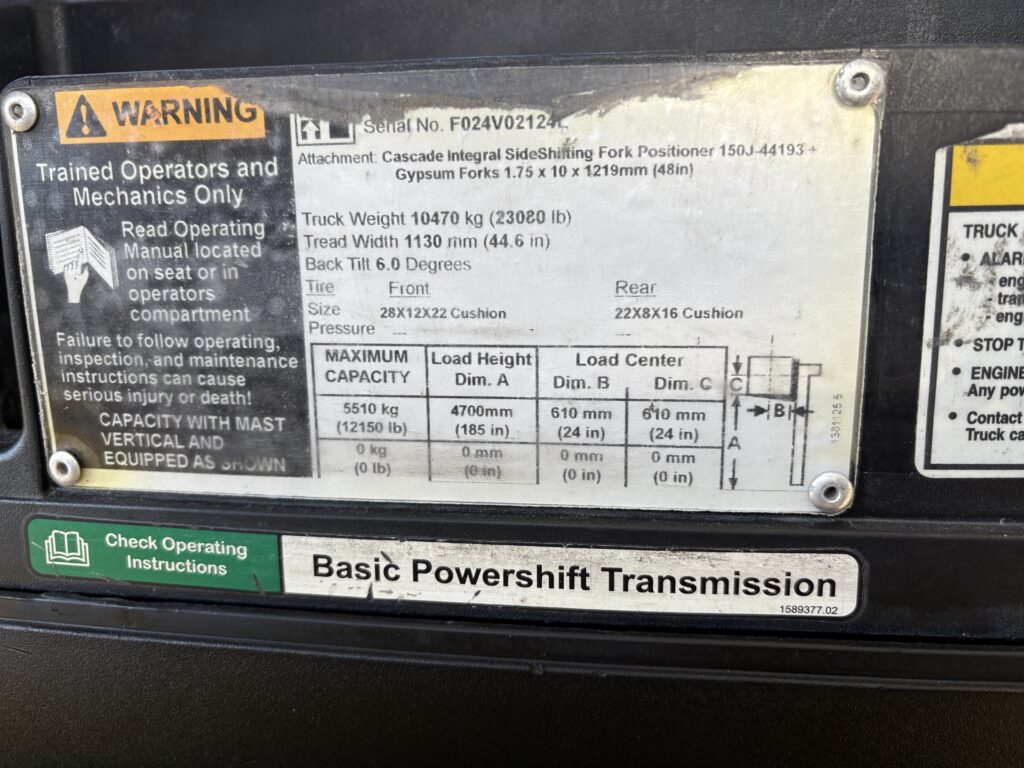 WARNING
Trained Operators and
Mechanics Only
Read Operating
Manual located
on seat or in
operators
compartment
Failure to follow operating,
inspection, and maintenance
instructions can cause
serious injury or death!
CAPACITY WITH MAST
VERTICAL AND
EQUIPPED AS SHOWN
Serial No. F024V02124L
Attachment: Cascade Integral SideShifting Fork Positioner 150J-44193 +
Gypsum Forks 1.75 x 10 x 1219mm (48in)
Truck Weight 10470 kg (23080 lb)
Tread Width 1130 mm (44.6 in)
Back Tilt 6.0 Degrees
Tire Front Rear
Size 28X12X22 Cushion 22X8X16 Cushion
Pressure
MAXIMUM CAPACITY Load Height Dim. A Load Center Dim. B Dim. C
5510 kg (12150 lb) 4700mm (185 in) 610 mm (24 in) 610 mm (24 in)
0 kg (0 lb) 0 mm (0 in) 0 mm (0 in) 0 mm (0 in)
C
B
A
Check Operating
Instructions
Basic Powershift Transmission
1589377.02
TRUCK
• ALAR
eng
- tran
- eng
• STOP T
• ENGINE
Any pow
• Contact
Truck ca